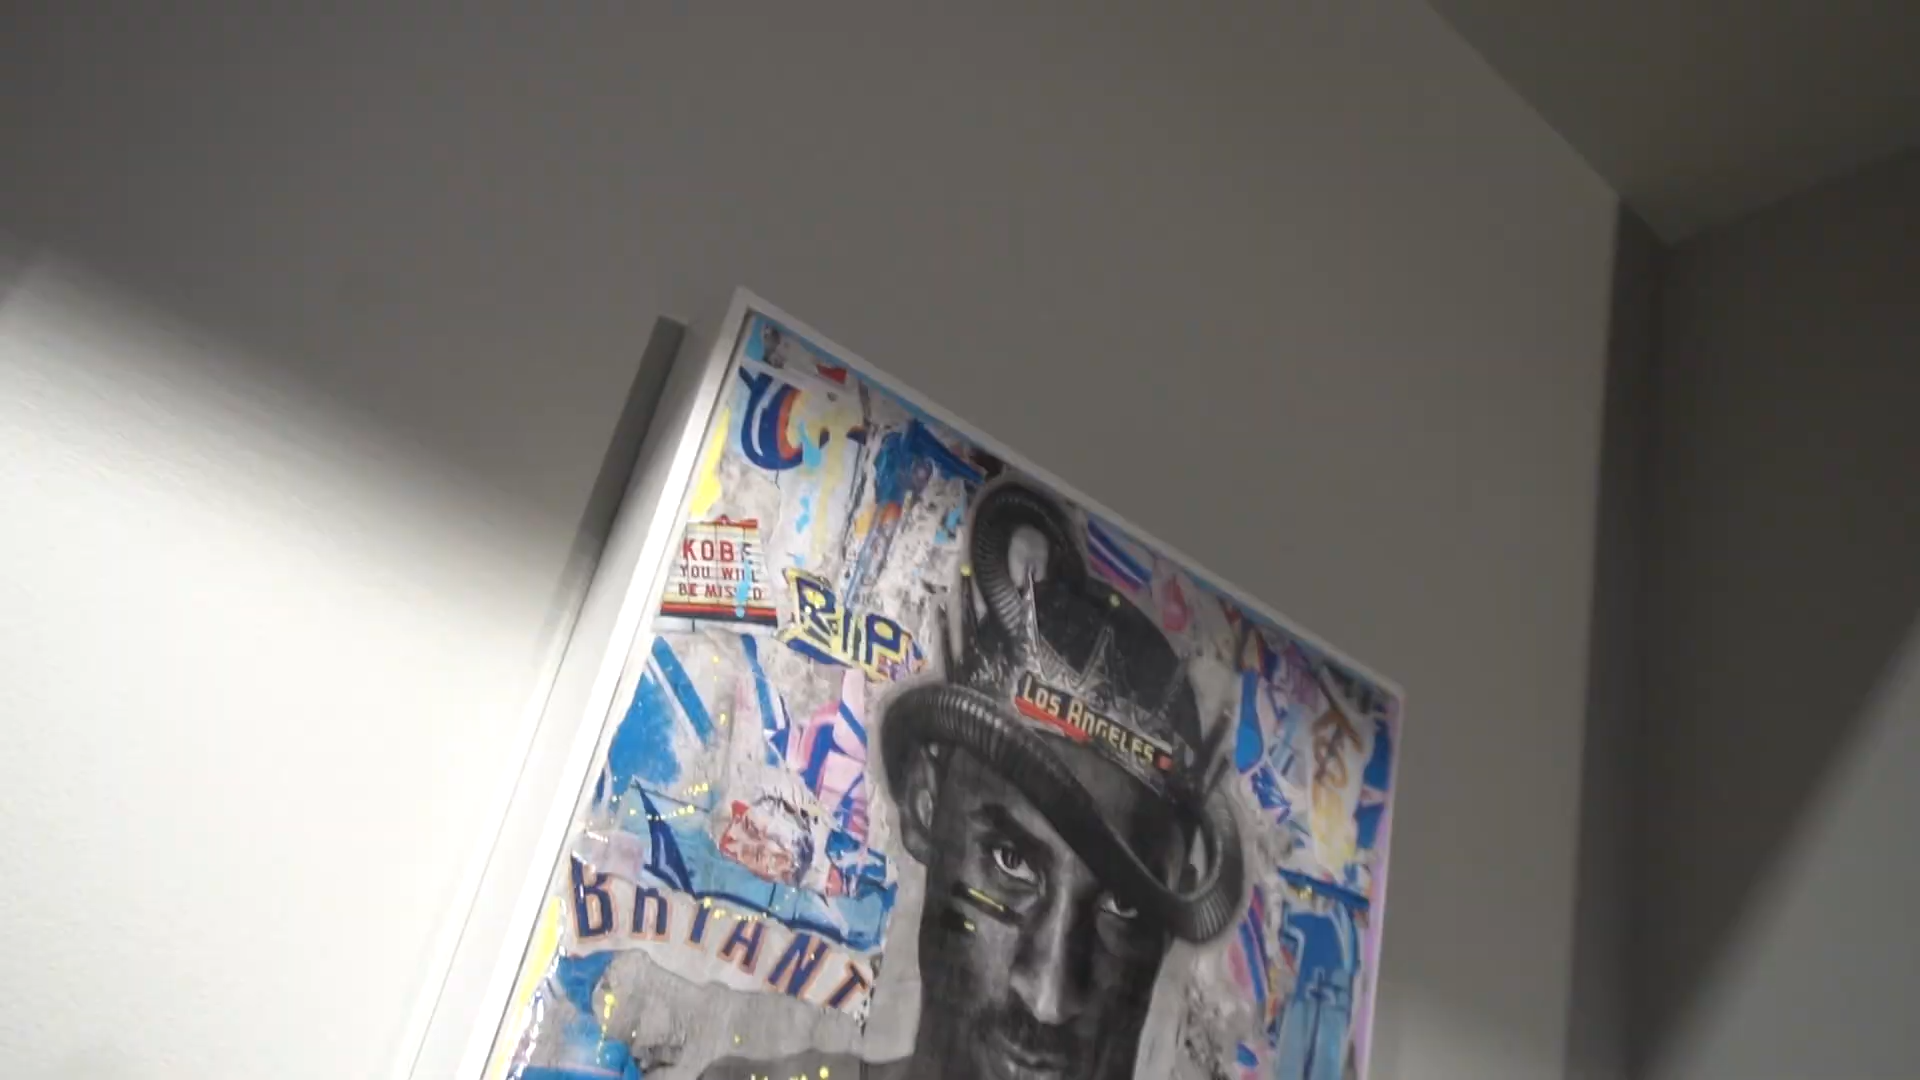 KOBE
YOU WILL
BE MISSED
RIP
LOS ANGELES
BRYANT